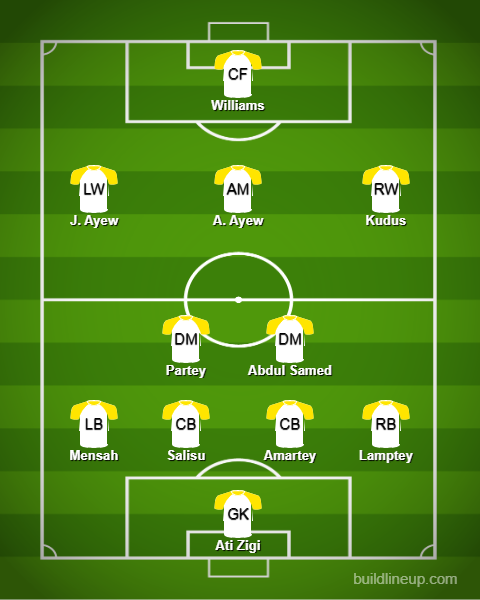 CF
Williams
LW
J. Ayew
AM
A. Ayew
RW
Kudus
DM
Partey
DM
Abdul Samed
LB
Mensah
CB
Salisu
CB
Amartey
RB
Lamptey
GK
Ati Zigi
buildlineup.com